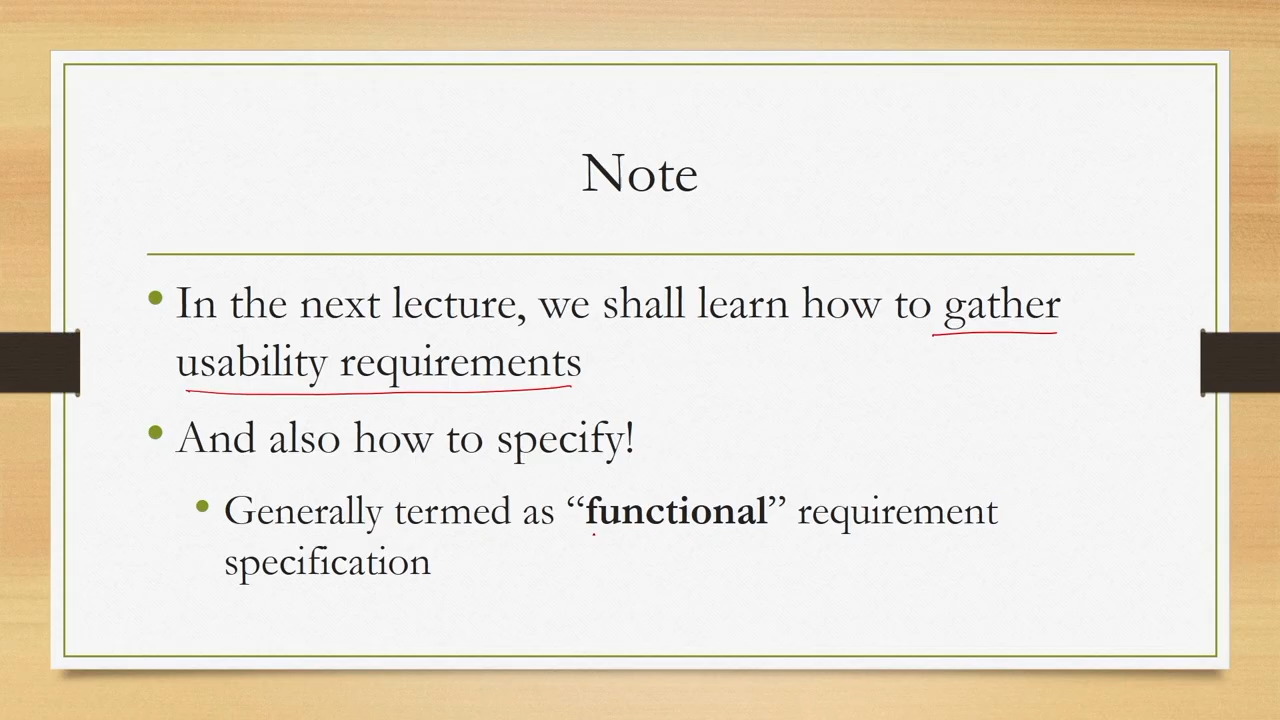 Note
• In the next lecture, we shall learn how to gather
usability requirements
• And also how to specify!
• Generally termed as “functional” requirement
specification